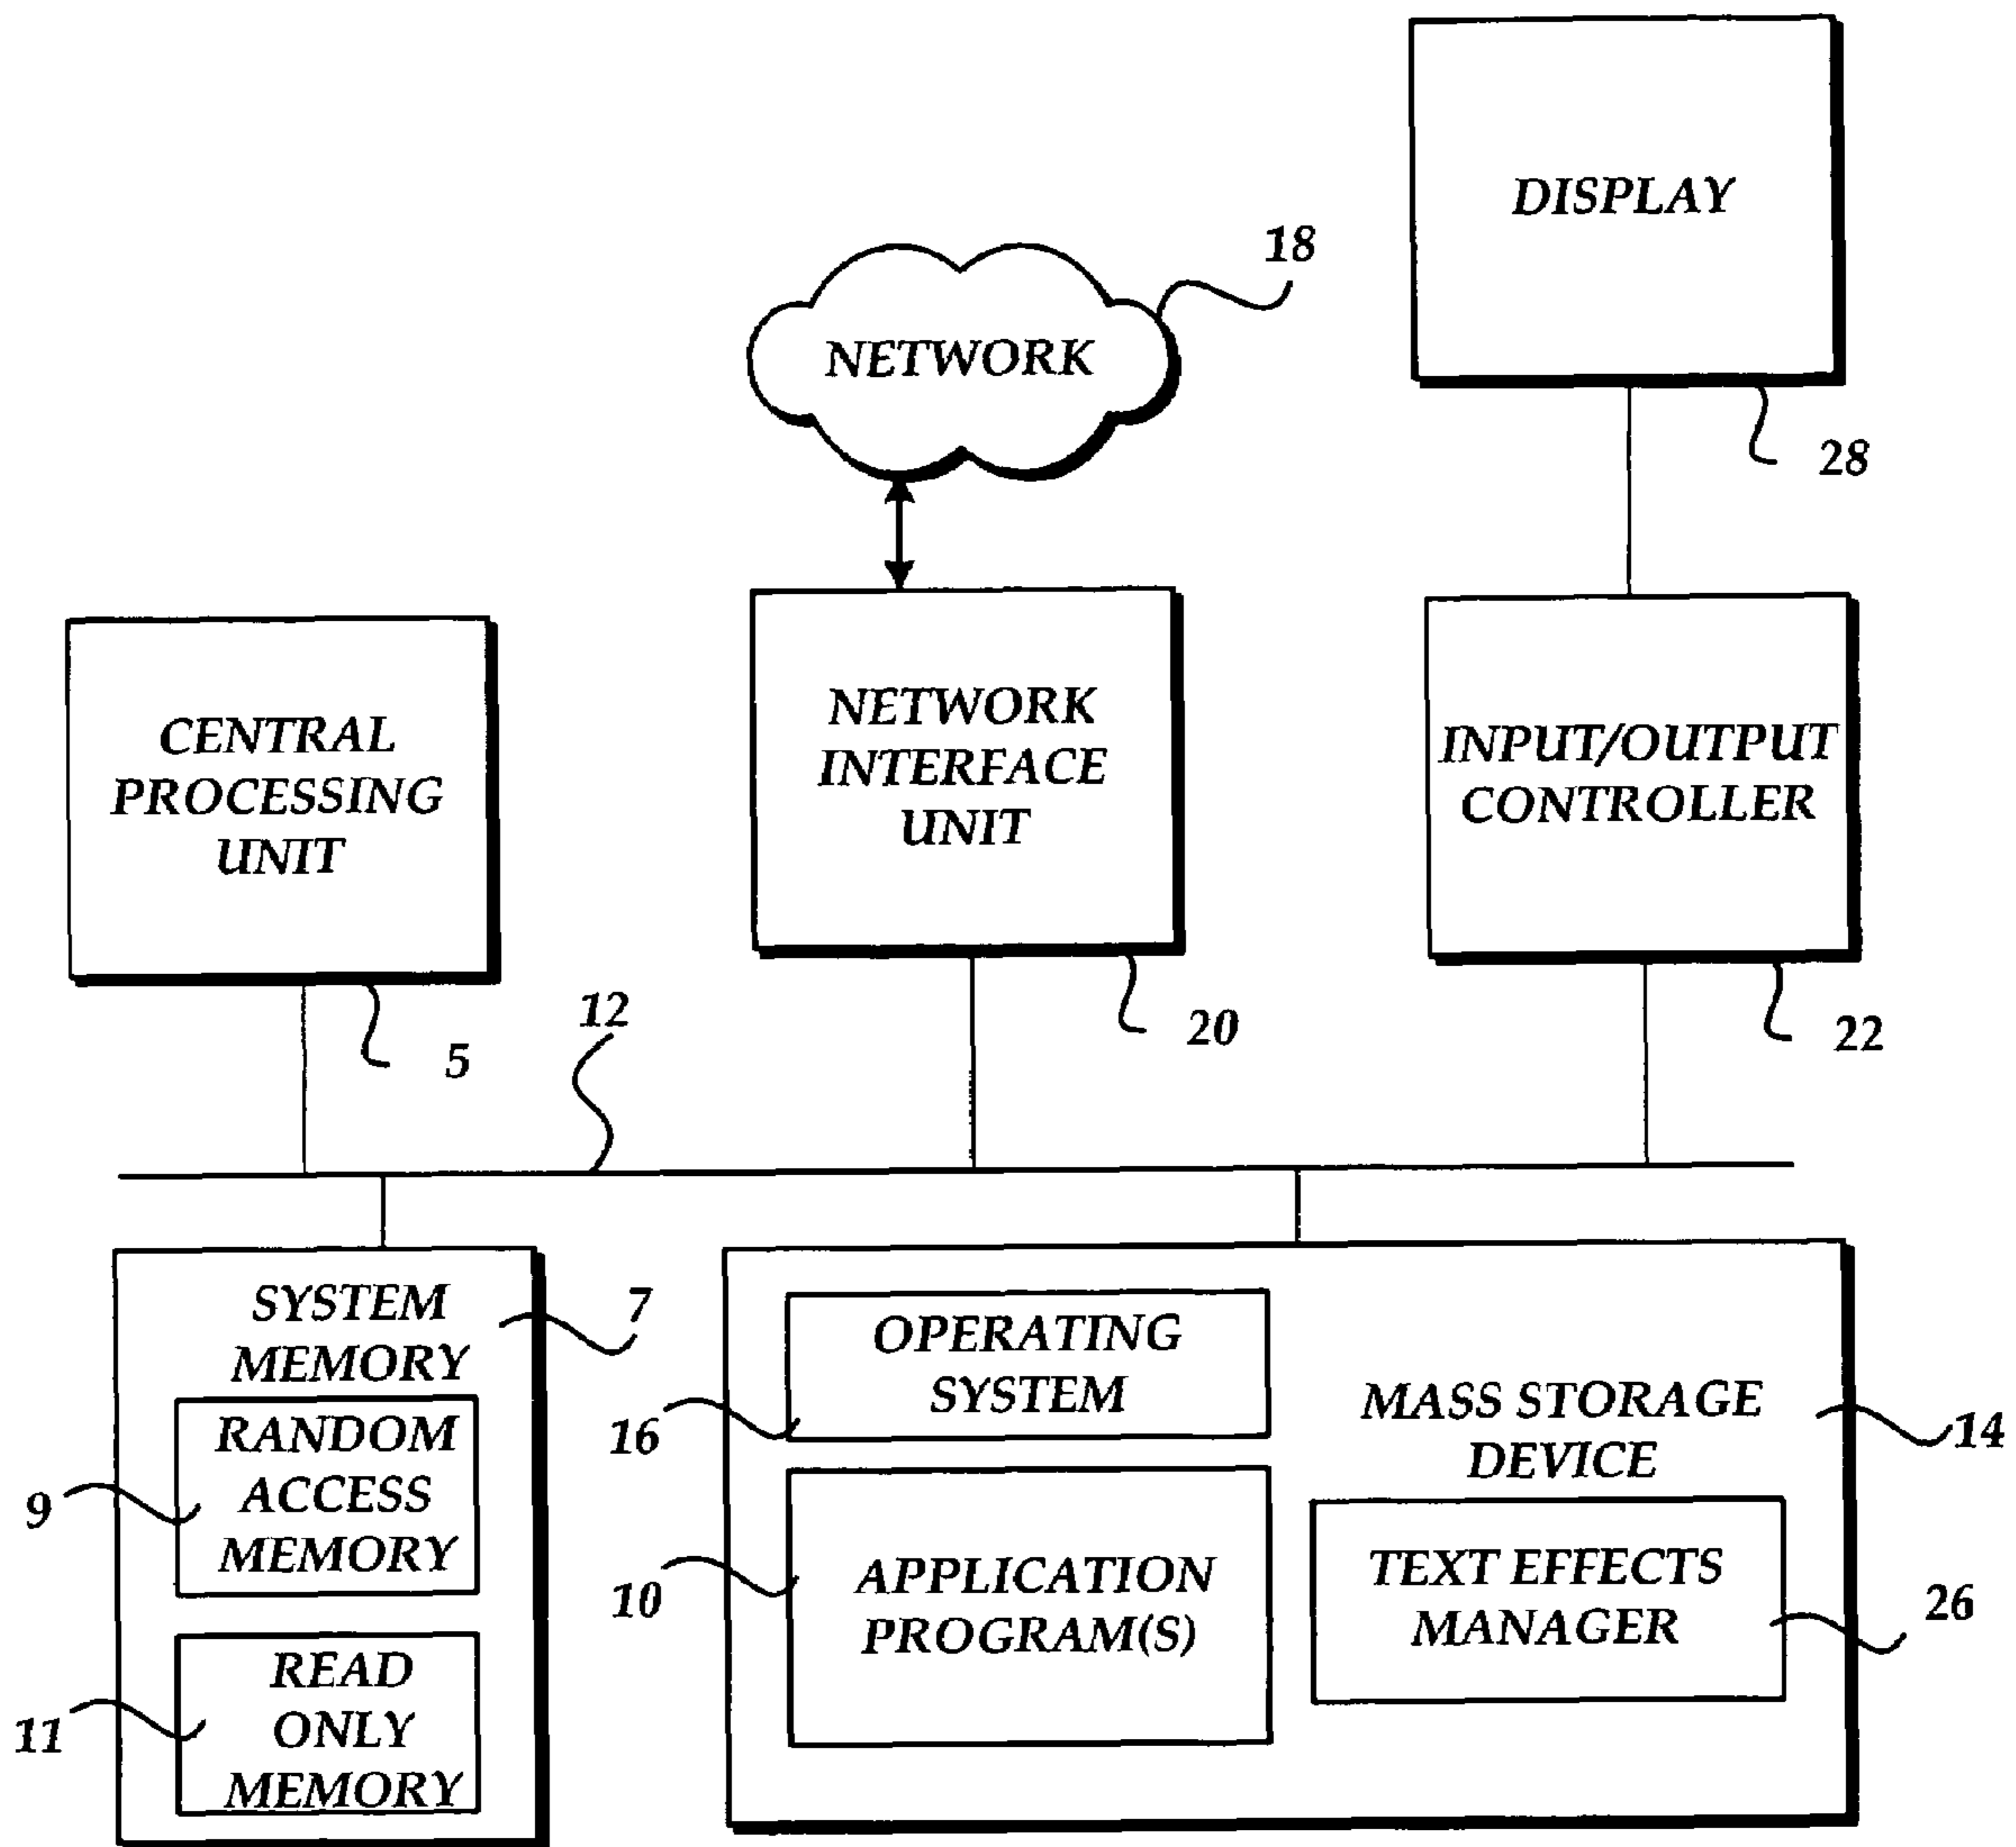 DISPLAY
28
18
NETWORK
CENTRAL
PROCESSING
UNIT
5
NETWORK
INTERFACE
UNIT
20
INPUT/OUTPUT
CONTROLLER
22
12
SYSTEM
MEMORY
7
RANDOM
ACCESS
MEMORY
9
READ
ONLY
MEMORY
11
OPERATING
SYSTEM
16
MASS STORAGE
DEVICE
14
APPLICATION
PROGRAM(S)
10
TEXT EFFECTS
MANAGER
26